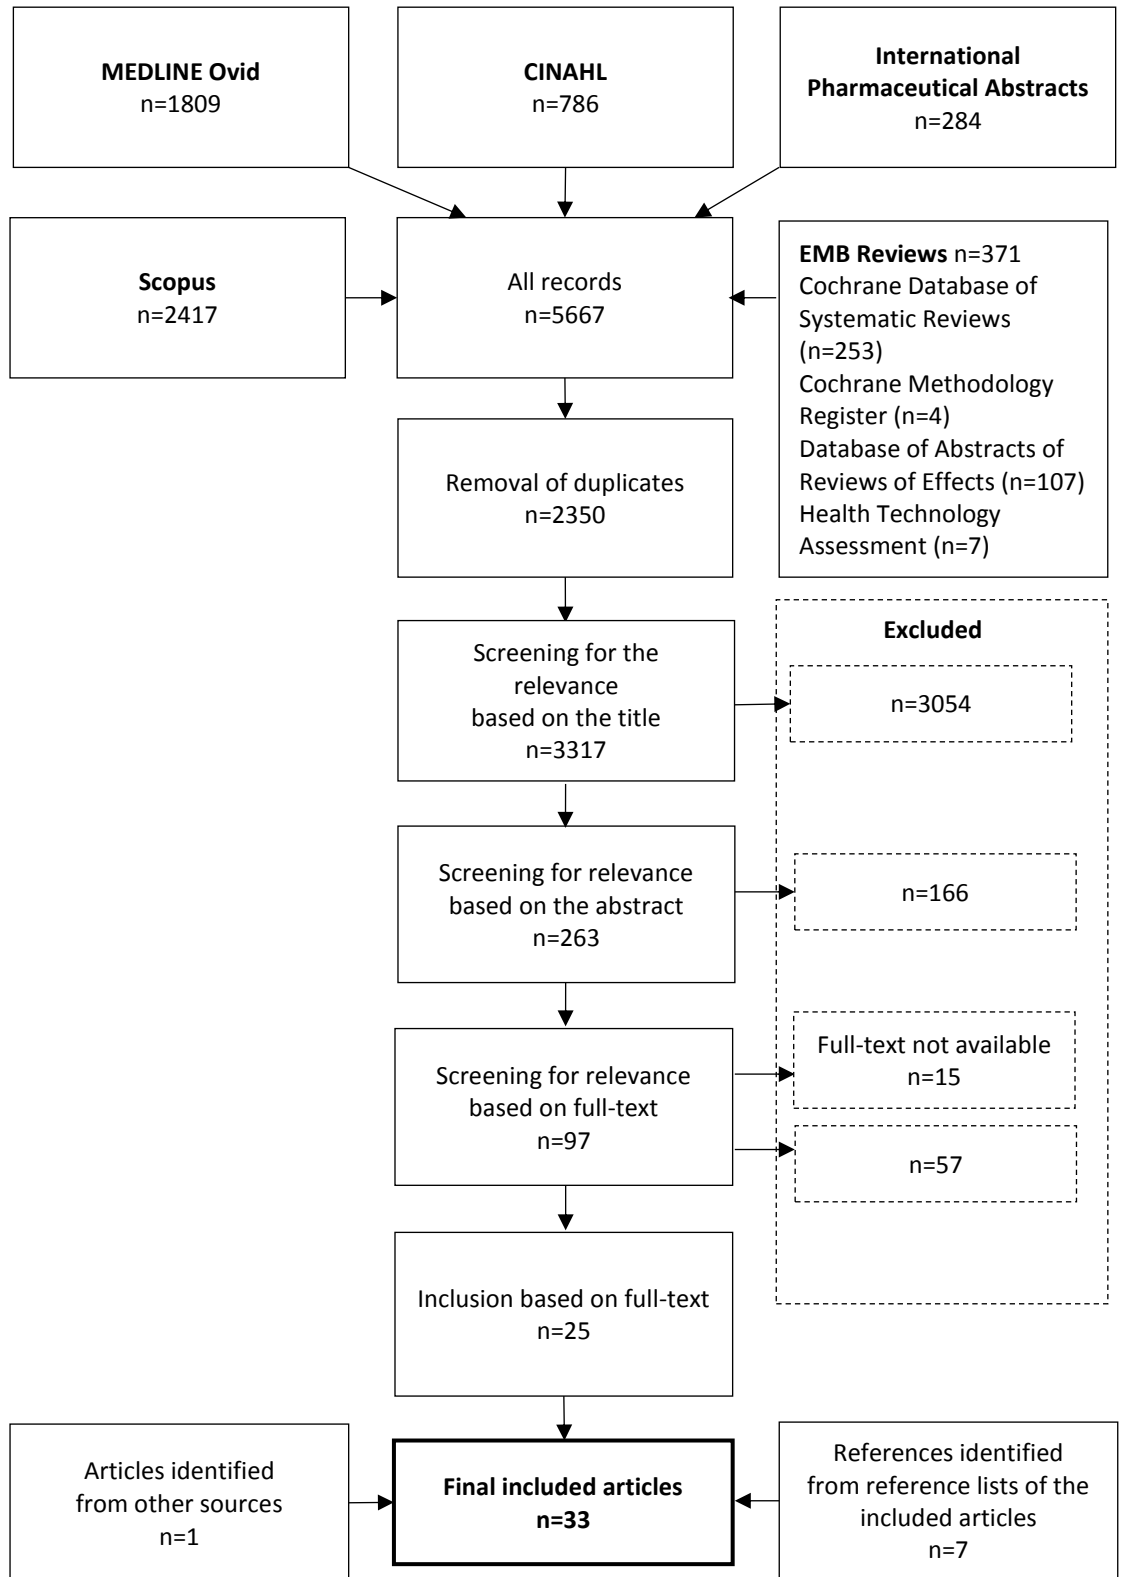 MEDLINE Ovid
n=1809
CINAHL
n=786
International
Pharmaceutical Abstracts
n=284
Scopus
n=2417
All records
n=5667
EMB Reviews n=371
Cochrane Database of
Systematic Reviews
(n=253)
Cochrane Methodology
Register (n=4)
Database of Abstracts of
Reviews of Effects (n=107)
Health Technology
Assessment (n=7)
Removal of duplicates
n=2350
Screening for the
relevance
based on the title
n=3317
Excluded
n=3054
Screening for relevance
based on the abstract
n=263
n=166
Screening for relevance
based on full-text
n=97
Full-text not available
n=15
n=57
Inclusion based on full-text
n=25
Articles identified
from other sources
n=1
Final included articles
n=33
References identified
from reference lists of the
included articles
n=7